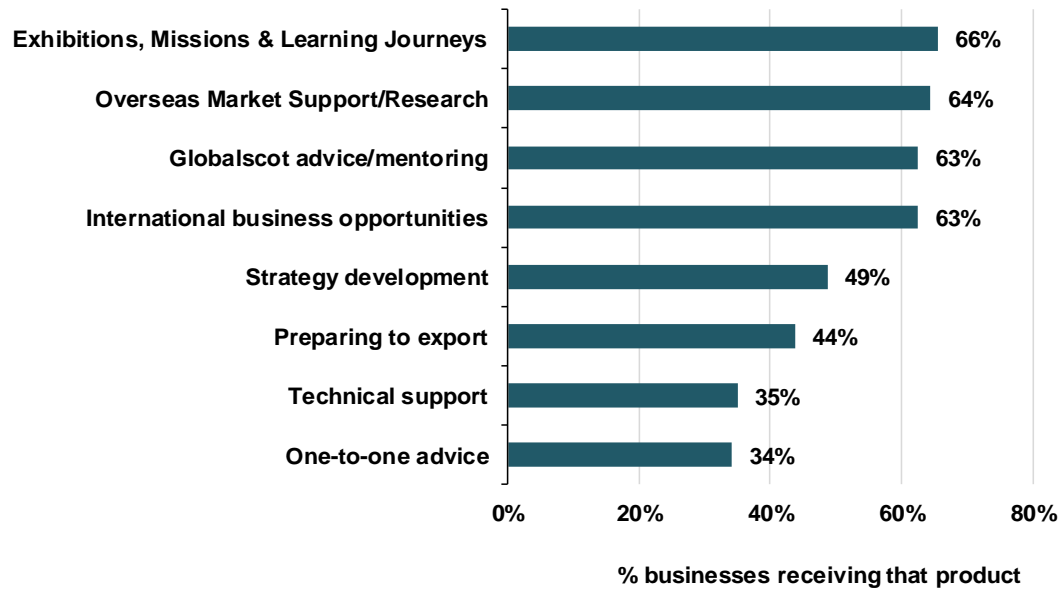 Exhibitions, Missions & Learning Journeys 66%
Overseas Market Support/Research 64%
Globalscot advice/mentoring 63%
International business opportunities 63%
Strategy development 49%
Preparing to export 44%
Technical support 35%
One-to-one advice 34%
0% 20% 40% 60% 80%
% businesses receiving that product